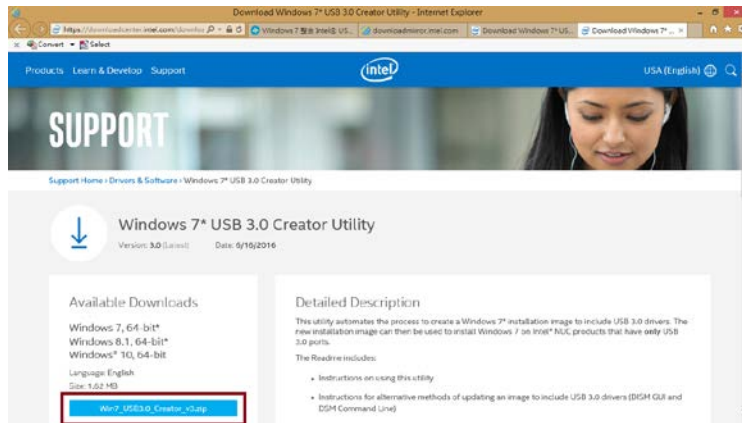 Download Windows 7* USB 3.0 Creator Utility - Internet Explorer
Windows 7 整合 Intel® US...
downloadmirror.intel.com
Download Windows 7* US...
Download Windows 7* ...
Convert
Select
Products Learn & Develop Support
intel
USA (English)
SUPPORT
Support Home › Drivers & Software › Windows 7* USB 3.0 Creator Utility
Windows 7* USB 3.0 Creator Utility
Version: 3.0 (Latest) Date: 6/16/2016
Available Downloads
Windows 7, 64-bit*
Windows 8.1, 64-bit*
Windows* 10, 64-bit
Language: English
Size: 1.62 MB
Win7_USB3.0_Creator_v3.zip
Detailed Description
This utility automates the process to create a Windows 7* installation image to include USB 3.0 drivers. The
new installation image can then be used to install Windows 7 on Intel® NUC products that have only USB
3.0 ports.
The Readme includes:
• Instructions on using this utility
• Instructions for alternative methods of updating an image to include USB 3.0 drivers (DISM GUI and
DSM Command Line)